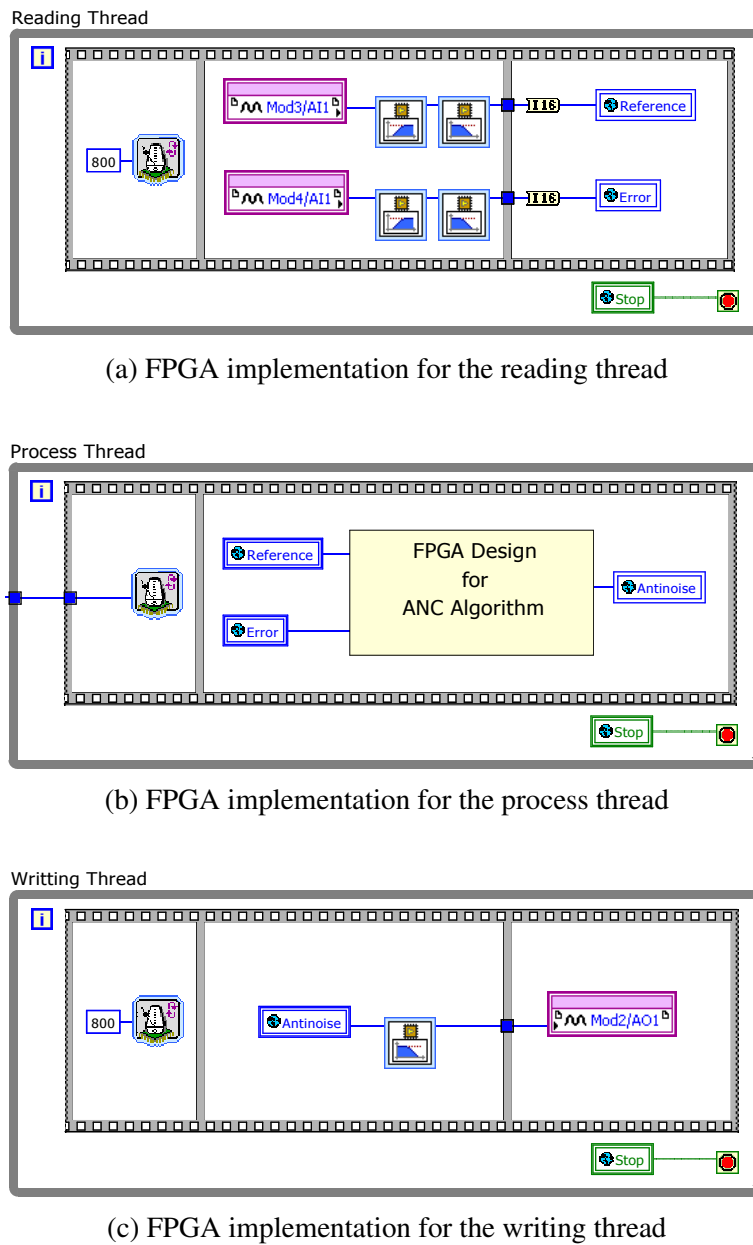 Reading Thread
i
Mod3/AI1
I16
Reference
800
Mod4/AI1
I16
Error
Stop
(a) FPGA implementation for the reading thread
Process Thread
i
Reference
FPGA Design
for
ANC Algorithm
Antinoise
Error
Stop
(b) FPGA implementation for the process thread
Writting Thread
i
800
Antinoise
Mod2/AO1
Stop
(c) FPGA implementation for the writing thread